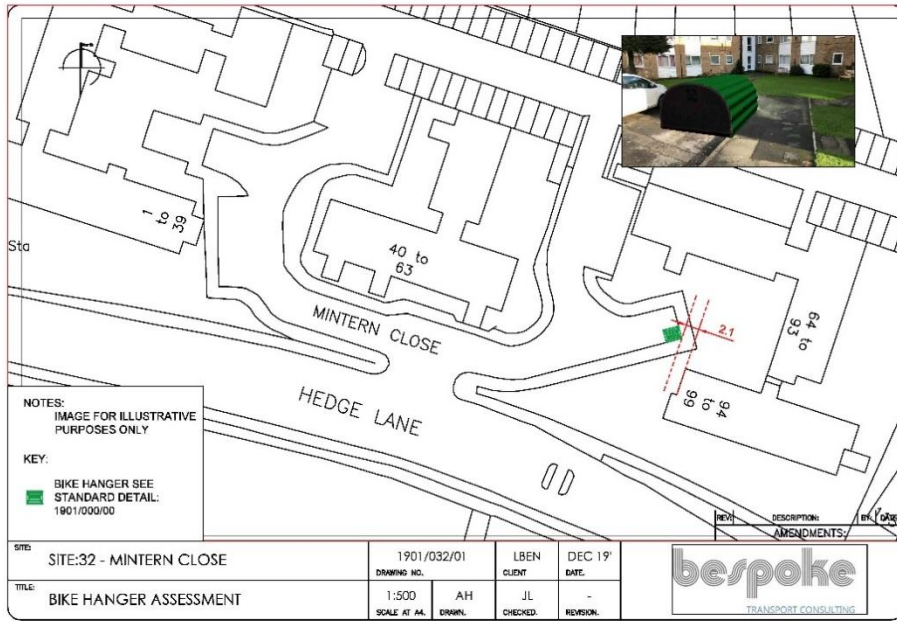 1
to
39
Sta
40 to
63
MINTERN CLOSE
HEDGE LANE
2.1
64 to
93
94
to
99
NOTES:
IMAGE FOR ILLUSTRATIVE
PURPOSES ONLY
KEY:
BIKE HANGER SEE
STANDARD DETAIL:
1901/000/00
REV:
DESCRIPTION:
BY:
DATE
AMENDMENTS:
SITE:
SITE:32 - MINTERN CLOSE
TITLE:
BIKE HANGER ASSESSMENT
1901/032/01
DRAWING NO.
LBEN
CLIENT
DEC 19'
DATE.
1:500
SCALE AT A4.
AH
DRAWN.
JL
CHECKED.
-
REVISION.
bespoke
TRANSPORT CONSULTING